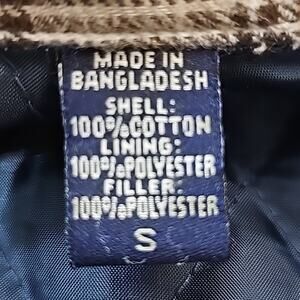 MADE IN
BANGLADESH
SHELL:
100%COTTON
LINING:
100%POLYESTER
FILLER:
100%POLYESTER
S